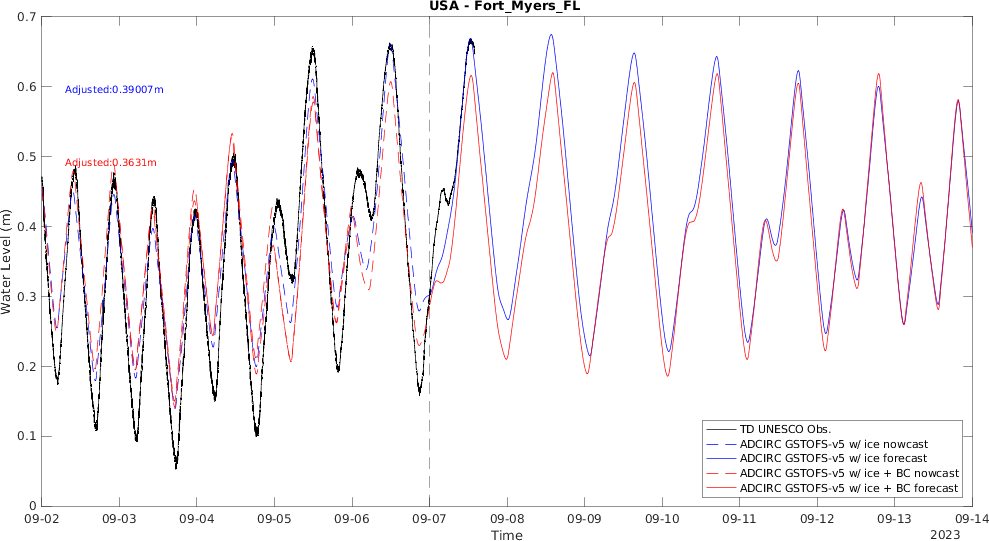 USA - Fort_Myers_FL
0.7
0.6
0.5
0.4
0.3
0.2
0.1
0
Water Level (m)
Adjusted:0.39007m
Adjusted:0.3631m
TD UNESCO Obs.
ADCIRC GSTOFS-v5 w/ ice nowcast
ADCIRC GSTOFS-v5 w/ ice forecast
ADCIRC GSTOFS-v5 w/ ice + BC nowcast
ADCIRC GSTOFS-v5 w/ ice + BC forecast
09-02 09-03 09-04 09-05 09-06 09-07 09-08 09-09 09-10 09-11 09-12 09-13 09-14
Time
2023